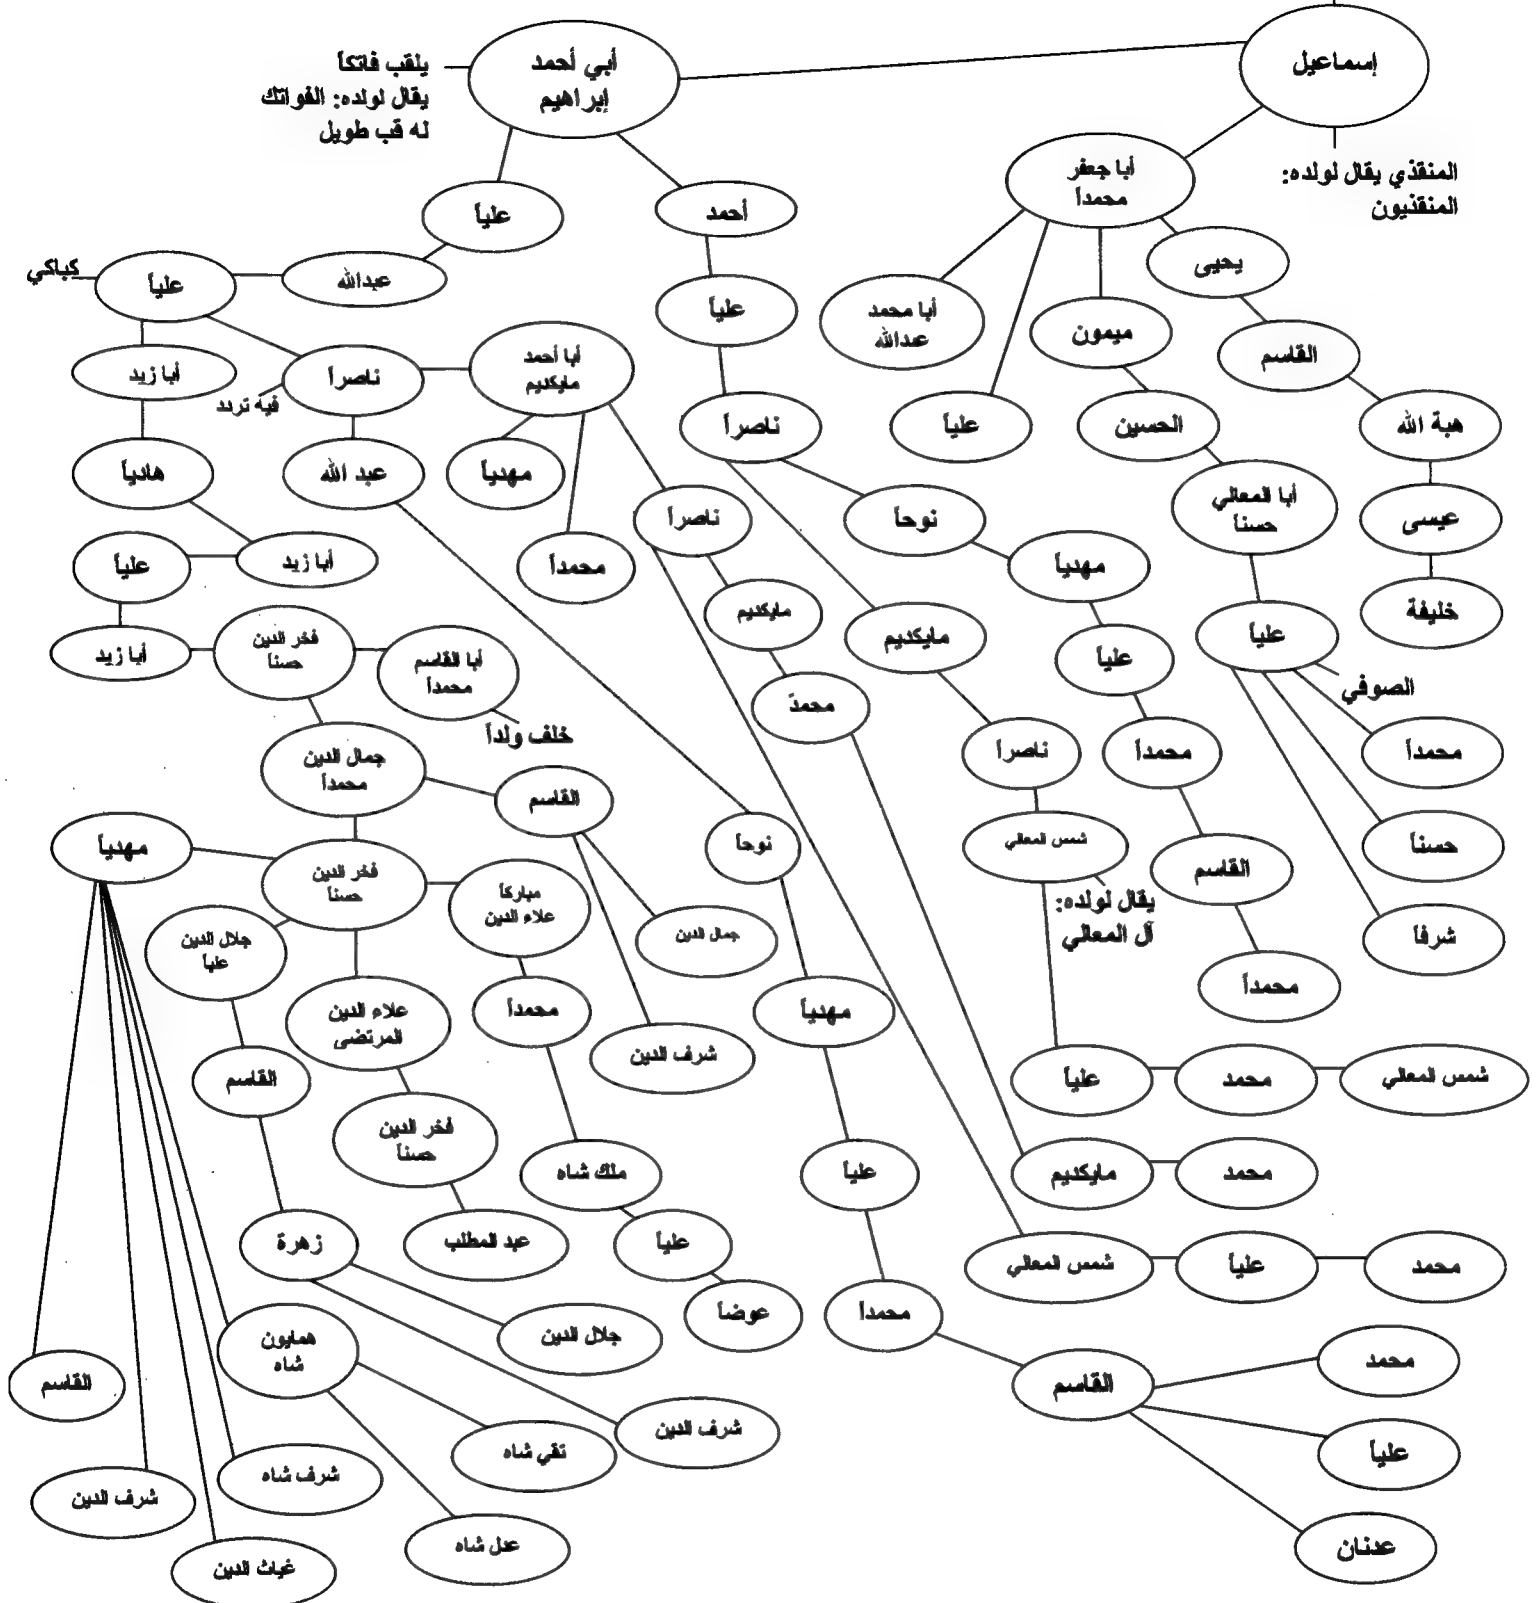 إسماعيل
المنقذي يقال لولده:
المنقذيون
أبي أحمد
إبراهيم
يلقب فاتكاً
يقال لولده: الفواتك
له قب طويل
أبا جعفر
محمداً
علياً
أحمد
يحيى
عبدالله
علياً
كباكي
علياً
أبا محمد
عبدالله
ميمون
القاسم
أبا زيد
ناصراً
فيه تردد
أبا أحمد
مايكديم
ناصراً
علياً
الحسين
هبة الله
هادياً
عبد الله
مهدياً
ناصراً
نوحاً
أبا المعالي
حسناً
عيسى
علياً
أبا زيد
محمداً
مايكديم
مهدياً
خليفة
أبا زيد
فخر الدين
حسناً
أبا القاسم
محمداً
خلف ولداً
مايكديم
علياً
علياً
الصوفي
محمدً
جمال الدين
محمداً
القاسم
ناصراً
محمداً
محمداً
مهدياً
فخر الدين
حسناً
مباركاً
علاء الدين
نوحاً
شمس المعالي
يقال لولده:
آل المعالي
القاسم
حسناً
جلال الدين
علياً
جمال الدين
شرفاً
علاء الدين
المرتضى
محمداً
شرف الدين
مهدياً
محمداً
القاسم
علياً
محمد
شمس المعالي
فخر الدين
حسناً
ملك شاه
علياً
مايكديم
محمد
زهرة
عبد المطلب
علياً
شمس المعالي
علياً
محمد
همايون
شاه
جلال الدين
عوضاً
محمداً
القاسم
محمد
القاسم
تقي شاه
شرف الدين
علياً
شرف الدين
شرف شاه
عدل شاه
عدنان
غياث الدين